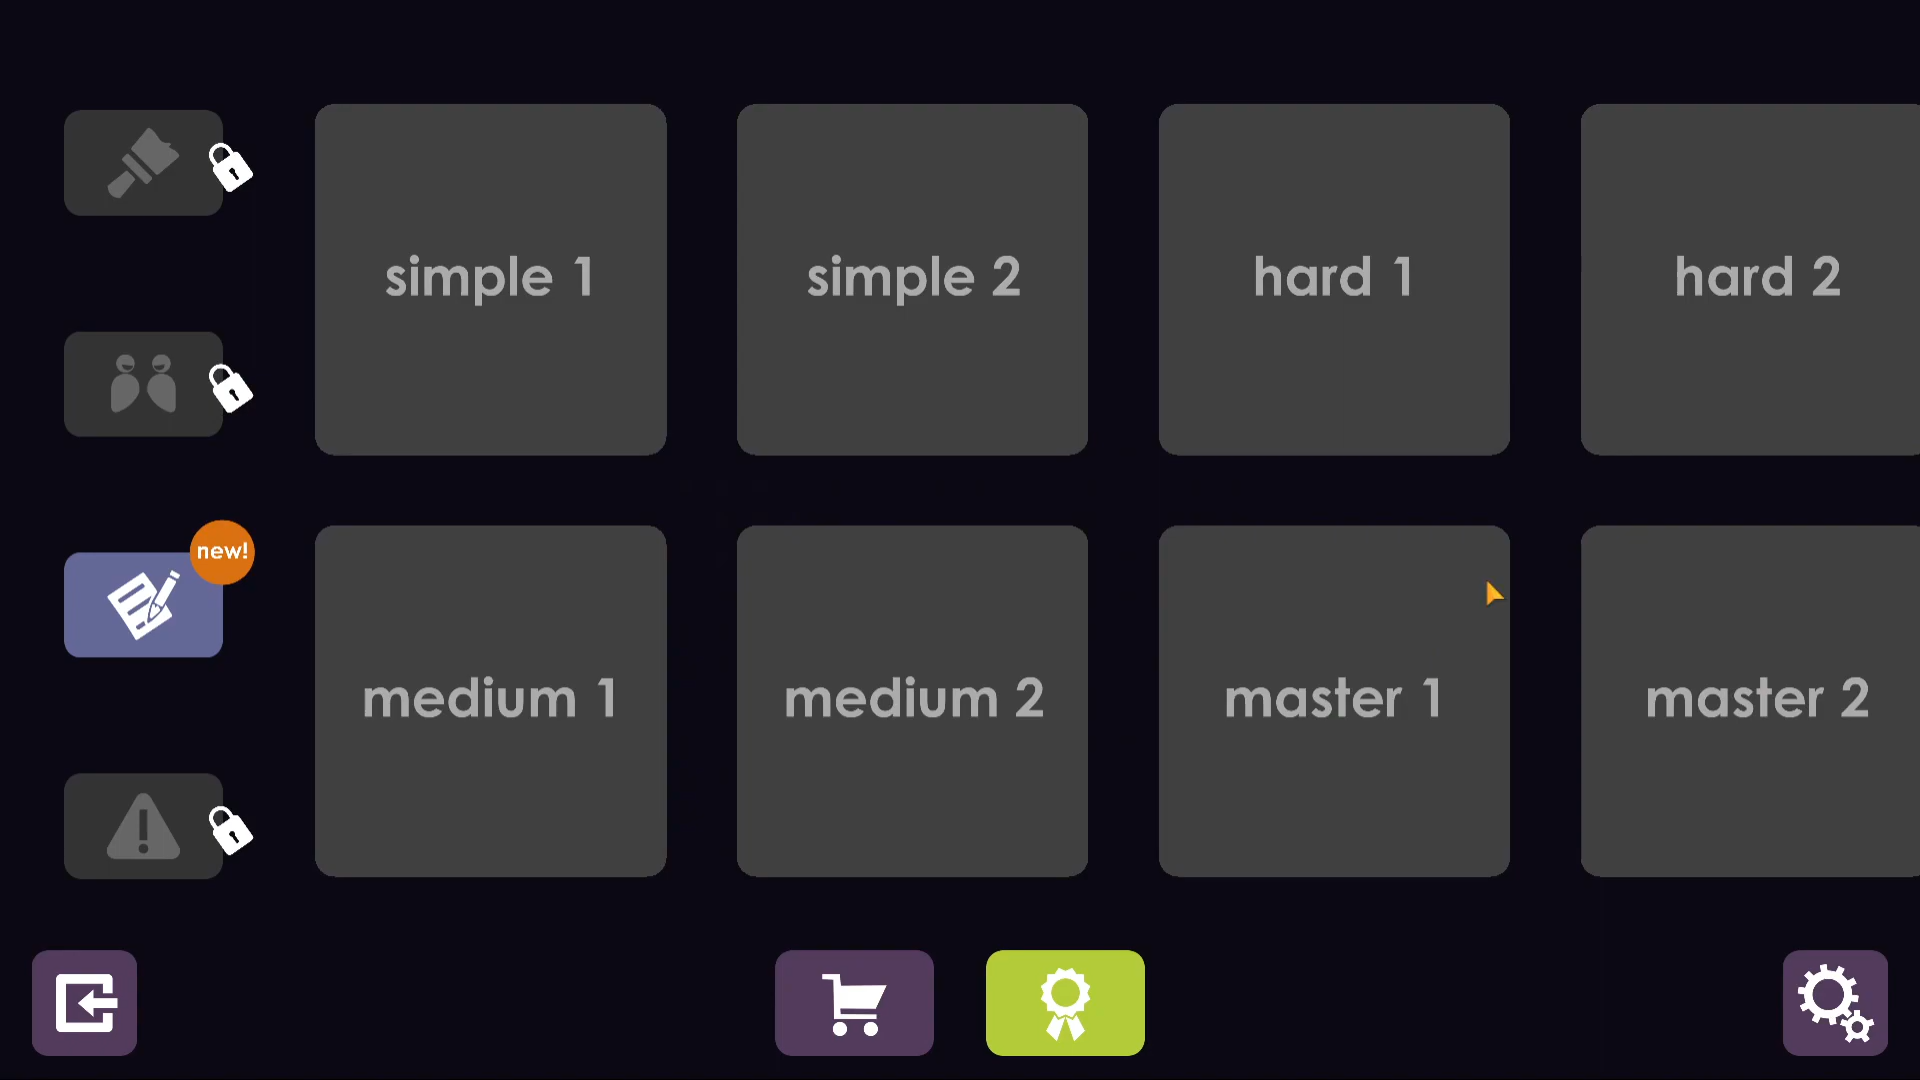 simple 1
simple 2
hard 1
hard 2
new!
medium 1
medium 2
master 1
master 2